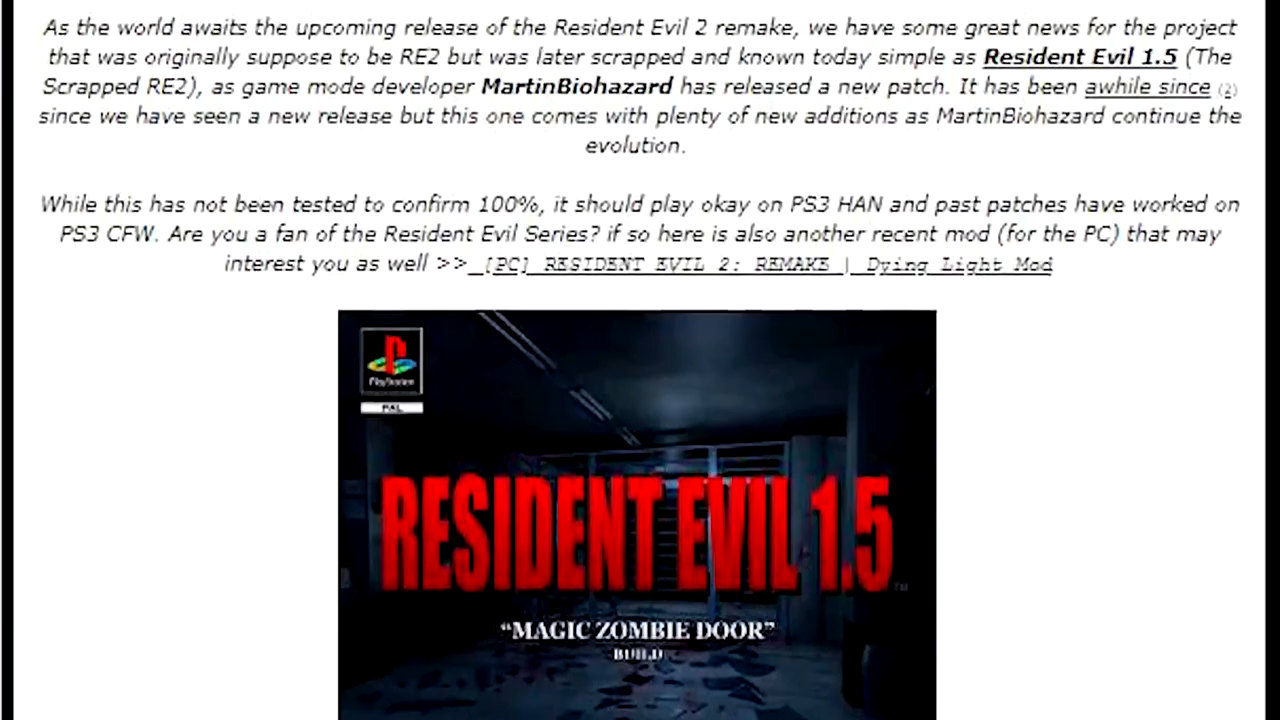 As the world awaits the upcoming release of the Resident Evil 2 remake, we have some great news for the project
that was originally suppose to be RE2 but was later scrapped and known today simple as Resident Evil 1.5 (The
Scrapped RE2), as game mode developer MartinBiohazard has released a new patch. It has been awhile since (2)
since we have seen a new release but this one comes with plenty of new additions as MartinBiohazard continue the
evolution.
While this has not been tested to confirm 100%, it should play okay on PS3 HAN and past patches have worked on
PS3 CFW. Are you a fan of the Resident Evil Series? if so here is also another recent mod (for the PC) that may
interest you as well >> [PC] RESIDENT EVIL 2: REMAKE | Dying Light Mod
PlayStation
PAL
RESIDENT EVIL 1.5 TM
“MAGIC ZOMBIE DOOR”
BUILD